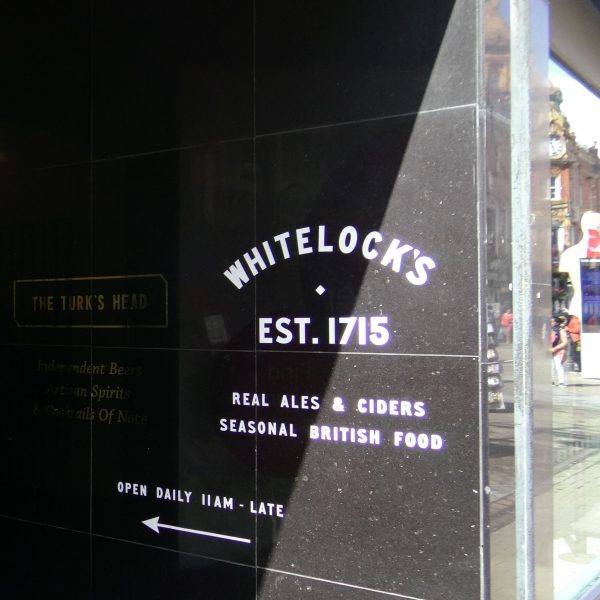 WHITELOCK'S
EST. 1715
REAL ALES & CIDERS
SEASONAL BRITISH FOOD
THE TURK'S HEAD
Independent Beers
Artisan Spirits
& Cocktails Of Note
OPEN DAILY 11AM - LATE